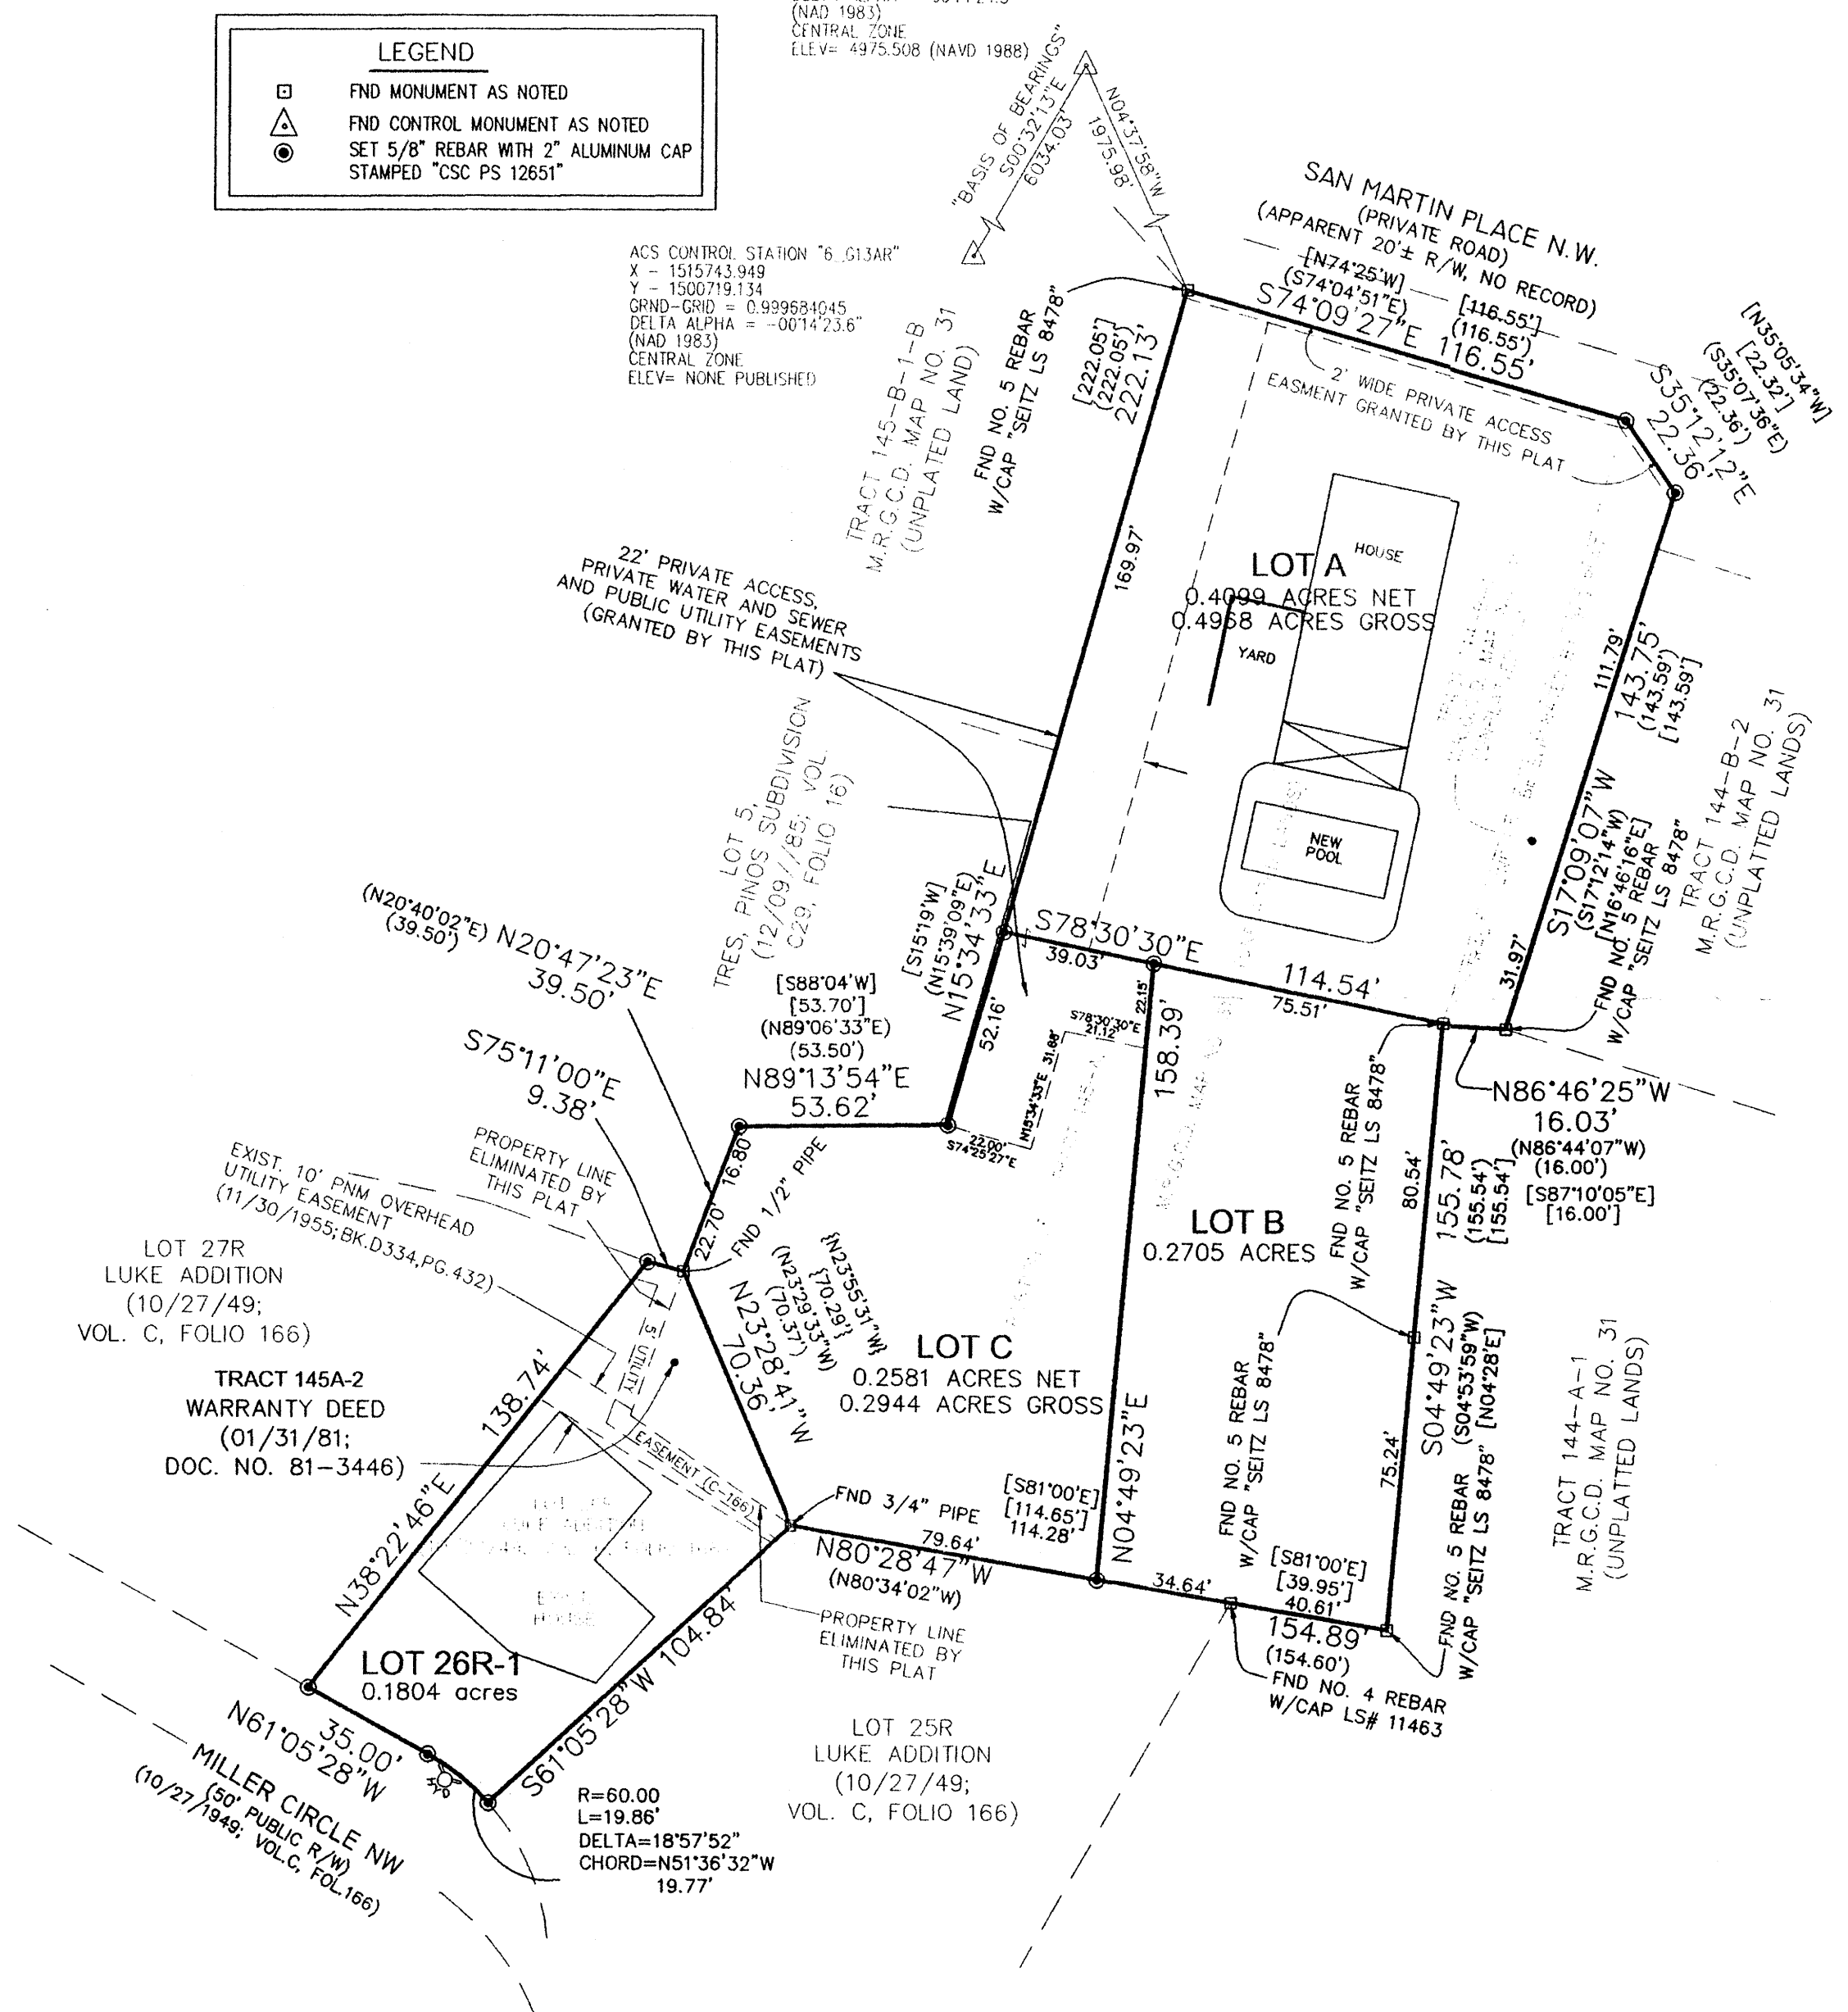 (NAD 1983)
CENTRAL ZONE
ELEV= 4975.508 (NAVD 1988)
LEGEND
FND MONUMENT AS NOTED
FND CONTROL MONUMENT AS NOTED
SET 5/8" REBAR WITH 2" ALUMINUM CAP
STAMPED "CSC PS 12651"
"BASIS OF BEARINGS"
S00°32'13"E
6034.03'
N04°37'58"W
1975.98'
ACS CONTROL STATION "6_G13AR"
X - 1515743.949
Y - 1500719.134
GRND-GRID = 0.999684045
DELTA ALPHA = -00°14'23.6"
(NAD 1983)
CENTRAL ZONE
ELEV= NONE PUBLISHED
SAN MARTIN PLACE N.W.
(PRIVATE ROAD)
(APPARENT 20'± R/W, NO RECORD)
[N74°25'W]
[116.55']
(S74°04'51"E)
(116.55')
S74°09'27"E 116.55'
[N35°05'34"W]
[22.32']
(S35°07'36"E)
(22.36')
S35°12'12"E
22.36'
2' WIDE PRIVATE ACCESS
EASMENT GRANTED BY THIS PLAT
TRACT 145-B-1-B
M.R.G.C.D. MAP NO. 31
(UNPLATED LAND)
FND NO. 5 REBAR
W/CAP "SEITZ LS 8478"
[222.05']
(222.05')
222.13'
169.97'
HOUSE
LOT A
0.4099 ACRES NET
0.4968 ACRES GROSS
YARD
NEW
POOL
111.79'
143.75'
(143.59')
[143.59']
S17°09'07"W
(S17°12'14"W)
[N16°46'16"E]
FND NO. 5 REBAR
W/CAP "SEITZ LS 8478"
31.97'
TRACT 144-B-2
M.R.G.C.D. MAP NO. 31
(UNPLATTED LANDS)
22' PRIVATE ACCESS,
PRIVATE WATER AND SEWER
AND PUBLIC UTILITY EASEMENTS
(GRANTED BY THIS PLAT)
LOT 5,
TRES, PINOS SUBDIVISION
(12/09//85; VOL.
C29, FOLIO 16)
[S15°19'W]
(N15°39'09"E)
N15°34'33"E
52.16'
S78°30'30"E
39.03'
114.54'
75.51'
(N20°40'02"E)
(39.50')
N20°47'23"E
39.50'
[S88°04'W]
[53.70']
(N89°06'33"E)
(53.50')
N89°13'54"E
53.62'
S75°11'00"E
9.38'
22.15'
S78°30'30"E
21.12'
N15°34'33"E 31.68'
22.00'
S74°25'27"E
158.39'
N04°49'23"E
N86°46'25"W
16.03'
(N86°44'07"W)
(16.00')
[S87°10'05"E]
[16.00']
FND NO. 5 REBAR
W/CAP "SEITZ LS 8478"
80.54'
155.78'
(155.54')
[155.54']
LOT B
0.2705 ACRES
PROPERTY LINE
ELIMINATED BY
THIS PLAT
16.80'
22.70'
FND 1/2" PIPE
EXIST. 10' PNM OVERHEAD
UTILITY EASEMENT
(11/30/1955;BK.D334,PG.432)
LOT 27R
LUKE ADDITION
(10/27/49;
VOL. C, FOLIO 166)
TRACT 145A-2
WARRANTY DEED
(01/31/81;
DOC. NO. 81-3446)
5' UTILITY
EASEMENT (C-166)
{N23°55'31"W}
{70.29'}
(N23°29'33"W)
(70.37')
N23°28'41"W
70.36'
LOT C
0.2581 ACRES NET
0.2944 ACRES GROSS
FND NO. 5 REBAR
W/CAP "SEITZ LS 8478"
S04°49'23"W
(S04°53'59"W)
[N04°28'E]
75.24'
FND NO. 5 REBAR
W/CAP "SEITZ LS 8478"
TRACT 144-A-1
M.R.G.C.D. MAP NO. 31
(UNPLATTED LANDS)
138.74'
N38°22'46"E
FND 3/4" PIPE
[S81°00'E]
[114.65']
114.28'
79.64'
N80°28'47"W
(N80°34'02"W)
34.64'
[S81°00'E]
[39.95']
40.61'
154.89'
(154.60')
FND NO. 4 REBAR
W/CAP LS# 11463
PROPERTY LINE
ELIMINATED BY
THIS PLAT
HOUSE
LOT 26R-1
0.1804 acres
S61°05'28"W 104.84'
35.00'
N61°05'28"W
MILLER CIRCLE NW
(50' PUBLIC R/W)
(10/27/1949; VOL.C, FOL.166)
HYD
R=60.00
L=19.86'
DELTA=18°57'52"
CHORD=N51°36'32"W
19.77'
LOT 25R
LUKE ADDITION
(10/27/49;
VOL. C, FOLIO 166)